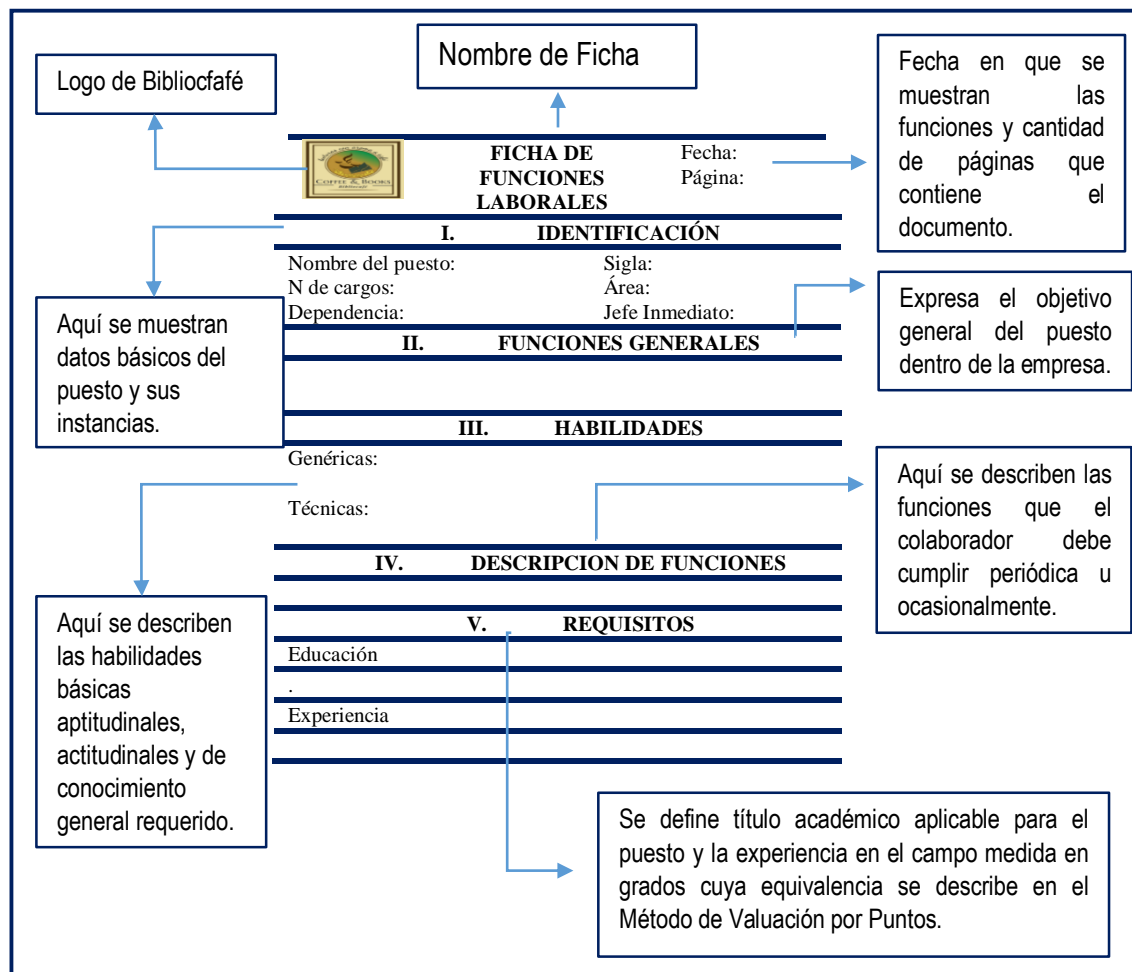 Nombre de Ficha
Logo de Bibliocfafé
Fecha en que se
muestran las
funciones y cantidad
de páginas que
contiene el
documento.
COFFEE & BOOKS
FICHA DE
FUNCIONES
LABORALES
Fecha:
Página:
I. IDENTIFICACIÓN
Nombre del puesto: Sigla:
N de cargos: Área:
Dependencia: Jefe Inmediato:
Aquí se muestran
datos básicos del
puesto y sus
instancias.
II. FUNCIONES GENERALES
Expresa el objetivo
general del puesto
dentro de la empresa.
III. HABILIDADES
Genéricas:
Técnicas:
Aquí se describen las
funciones que el
colaborador debe
cumplir periódica u
ocasionalmente.
IV. DESCRIPCION DE FUNCIONES
Aquí se describen
las habilidades
básicas
aptitudinales,
actitudinales y de
conocimiento
general requerido.
V. REQUISITOS
Educación
.
Experiencia
Se define título académico aplicable para el
puesto y la experiencia en el campo medida en
grados cuya equivalencia se describe en el
Método de Valuación por Puntos.